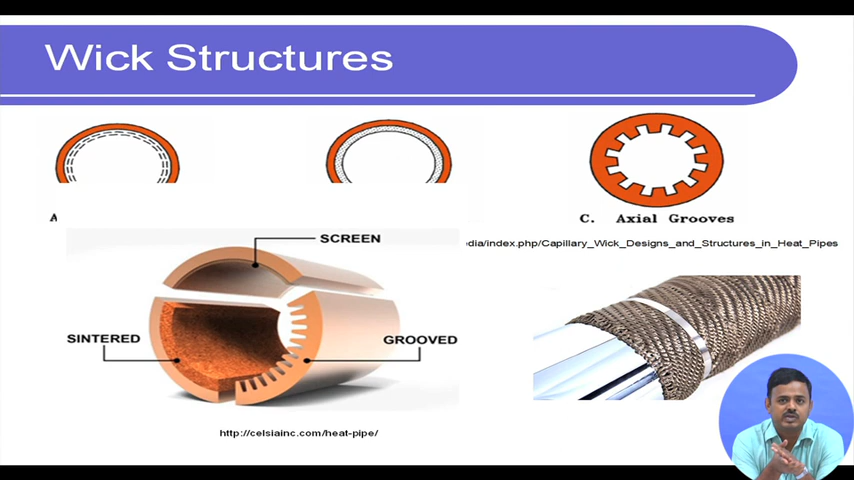 Wick Structures
A
C. Axial Grooves
edia/index.php/Capillary_Wick_Designs_and_Structures_in_Heat_Pipes
SCREEN
SINTERED
GROOVED
http://celsiainc.com/heat-pipe/